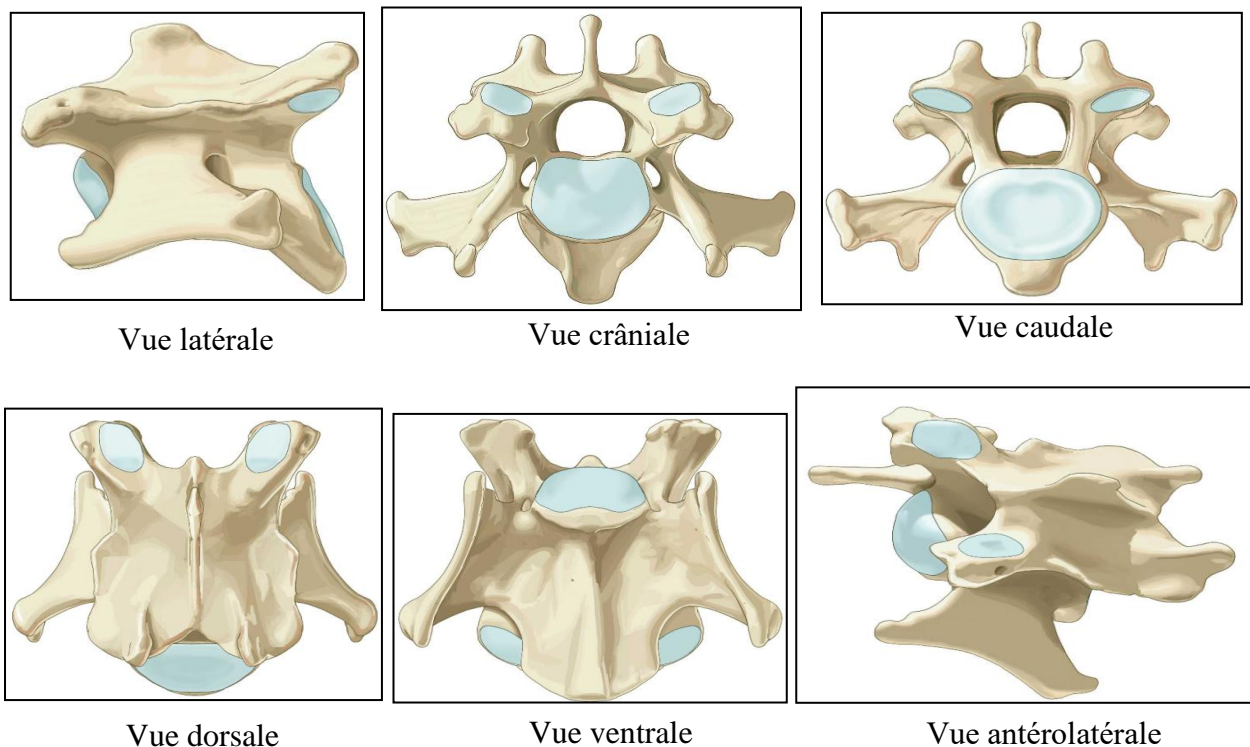 Vue latérale
Vue crâniale
Vue caudale
Vue dorsale
Vue ventrale
Vue antérolatérale